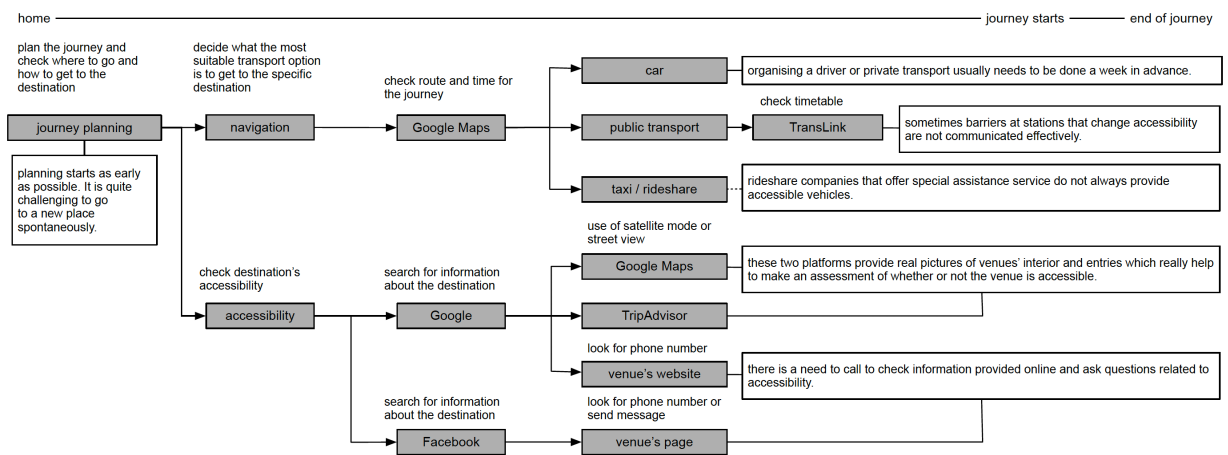 home
journey starts
end of journey
plan the journey and
check where to go and
how to get to the
destination
decide what the most
suitable transport option
is to get to the specific
destination
check route and time for
the journey
car
organising a driver or private transport usually needs to be done a week in advance.
journey planning
navigation
Google Maps
public transport
check timetable
TransLink
sometimes barriers at stations that change accessibility
are not communicated effectively.
planning starts as early
as possible. It is quite
challenging to go
to a new place
spontaneously.
taxi / rideshare
rideshare companies that offer special assistance service do not always provide
accessible vehicles.
use of satellite mode or
street view
Google Maps
these two platforms provide real pictures of venues' interior and entries which really help
to make an assessment of whether or not the venue is accessible.
check destination's
accessibility
search for information
about the destination
accessibility
Google
TripAdvisor
look for phone number
venue's website
there is a need to call to check information provided online and ask questions related to
accessibility.
search for information
about the destination
look for phone number or
send message
Facebook
venue's page